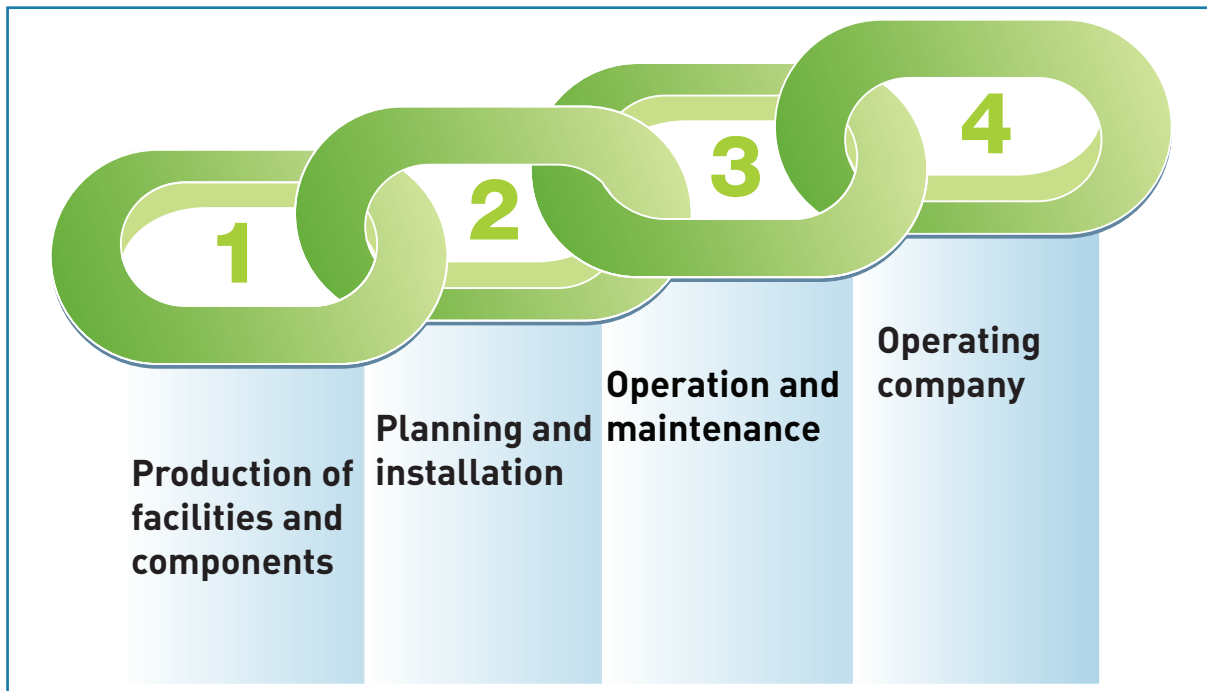 1
Production of
facilities and
components
2
Planning and
installation
3
Operation and
maintenance
4
Operating
company